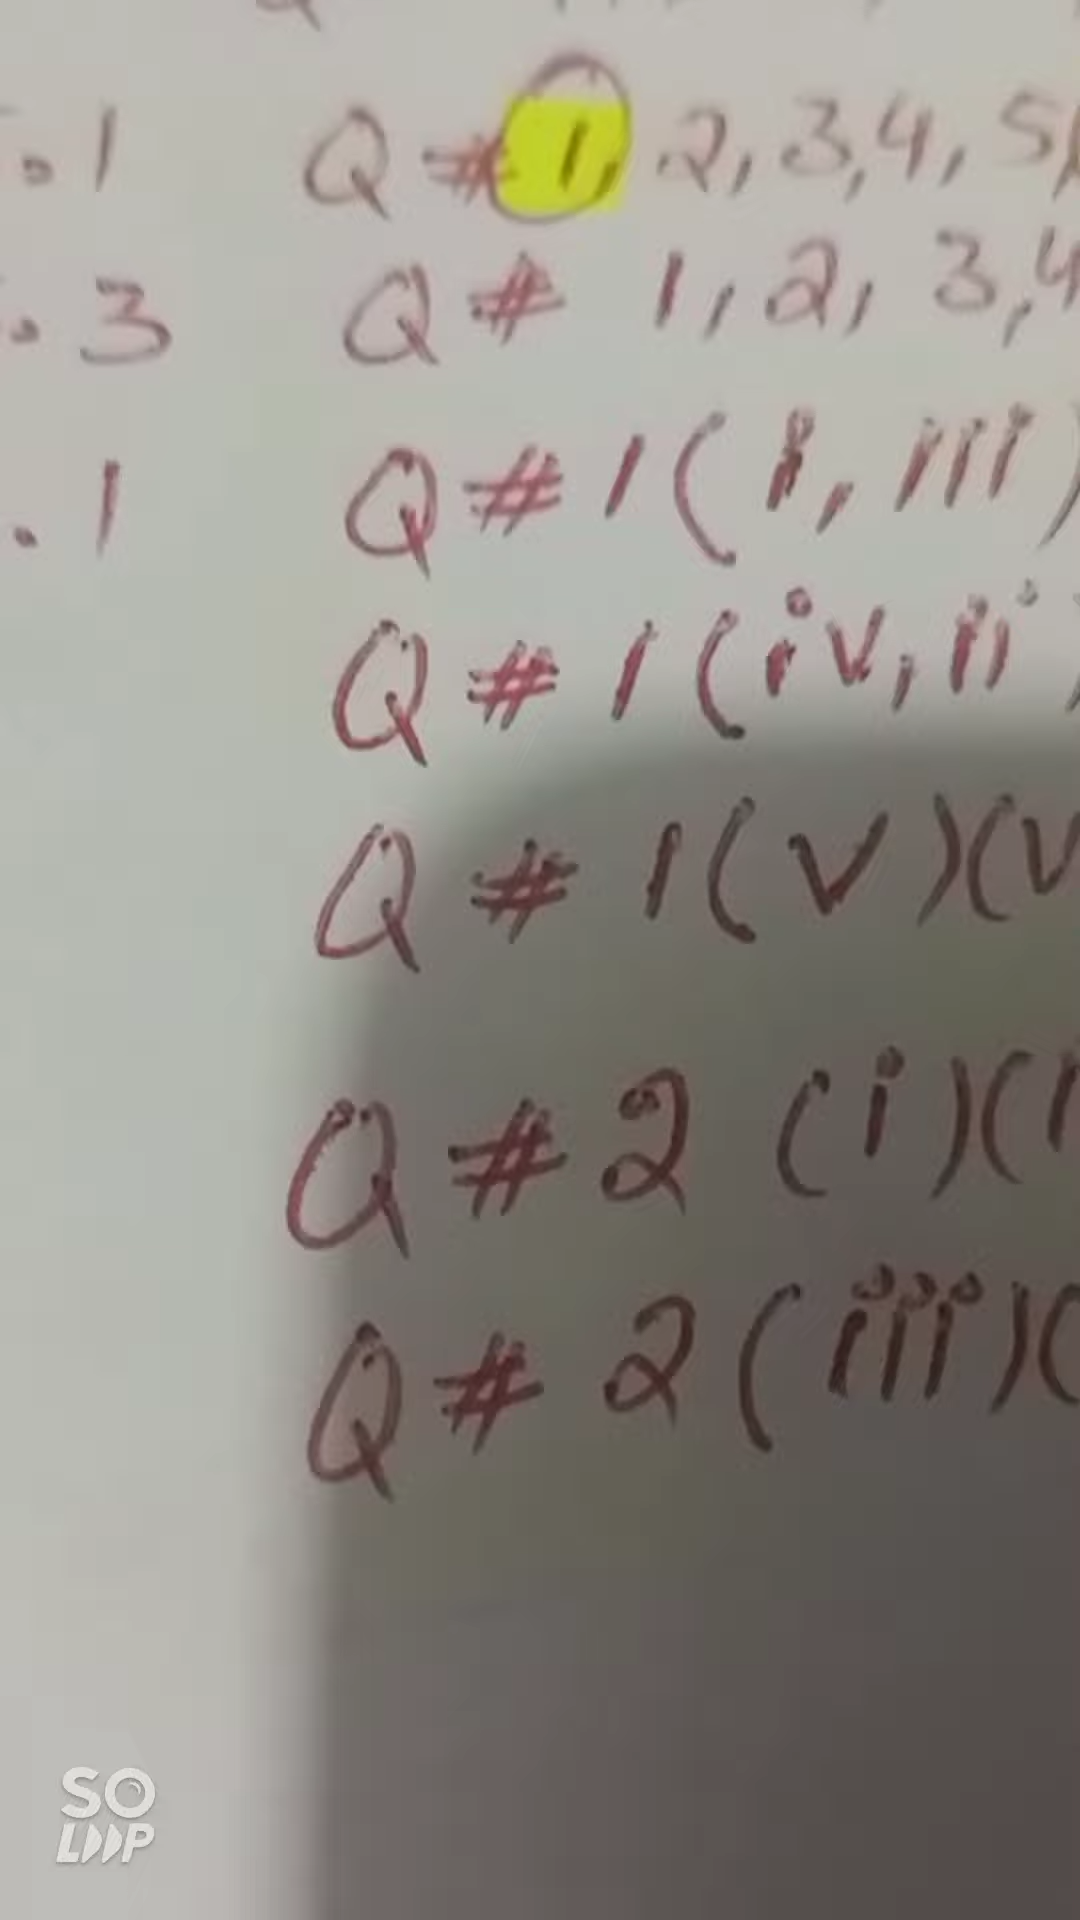 .1 Q # 1, 2, 3, 4, 5,
. 3 Q # 1, 2, 3, 4
. 1 Q # 1 ( i, iii )
Q # 1 ( iv, ii )
Q # 1 ( v ) ( v
Q # 2 ( i ) ( i
Q # 2 ( iii ) (
SO
LOOP